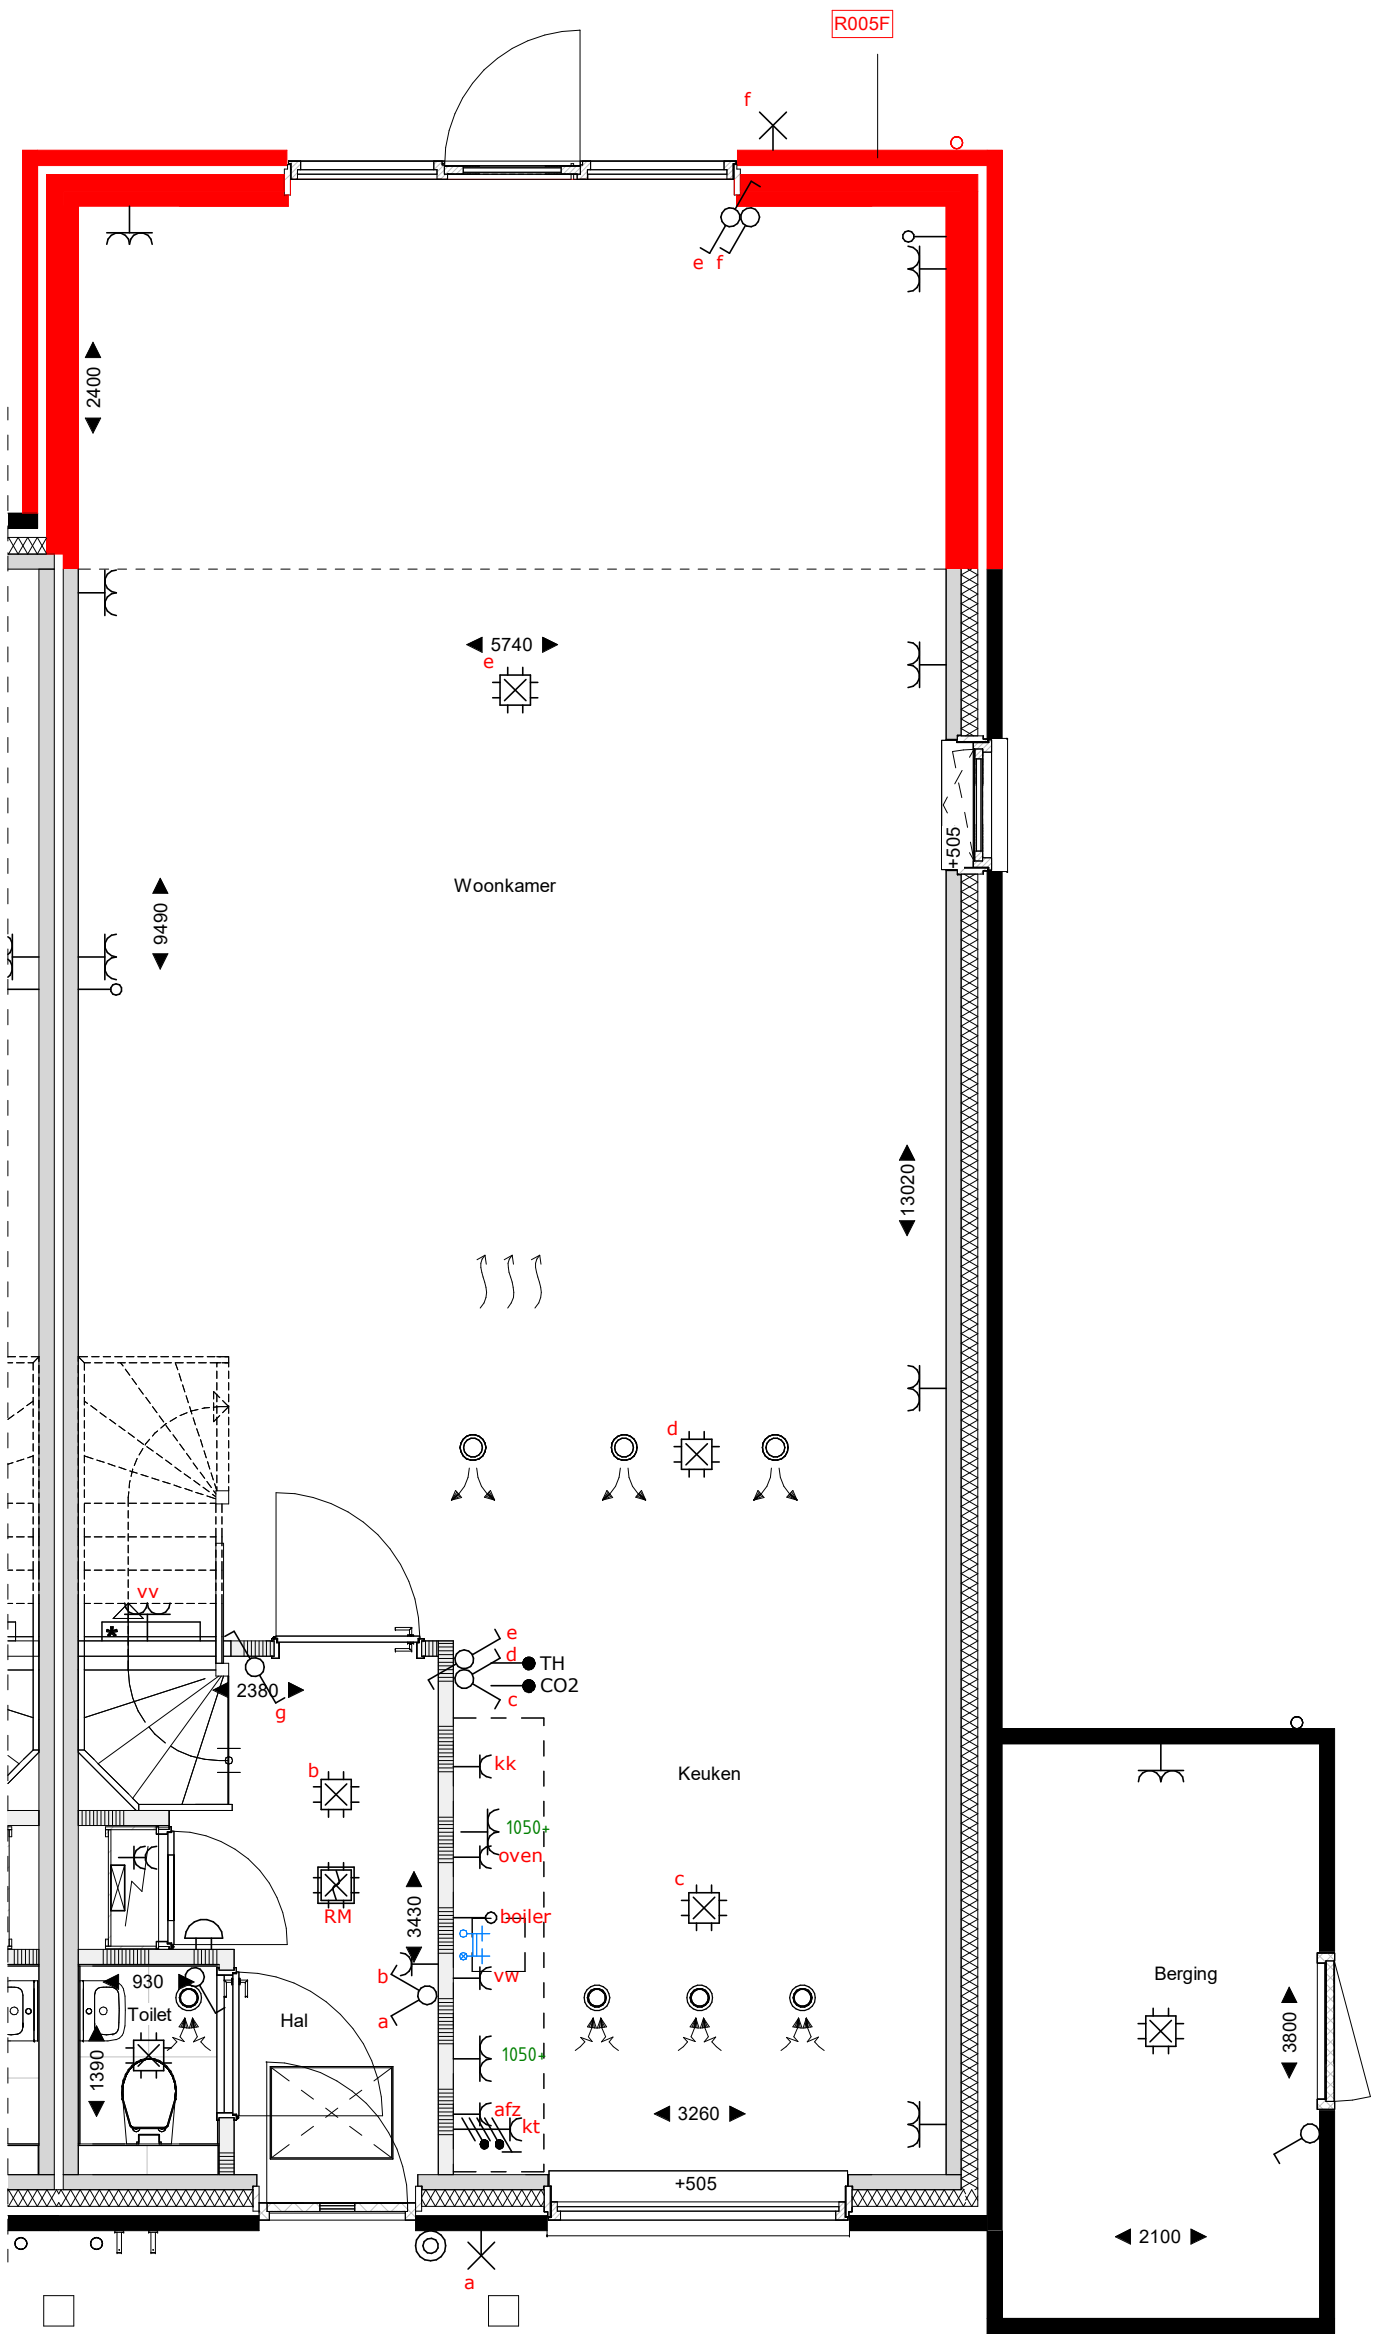 R005F
f
e f
2400
5740
e
+505
Woonkamer
9490
13020
d
vv
*
e
d
TH
CO2
c
2380
g
b
kk
Keuken
1050+
oven
c
RM
3430
boiler
b
vw
a
930
Toilet
Hal
1390
1050+
Berging
3800
afz
kt
3260
+505
2100
a